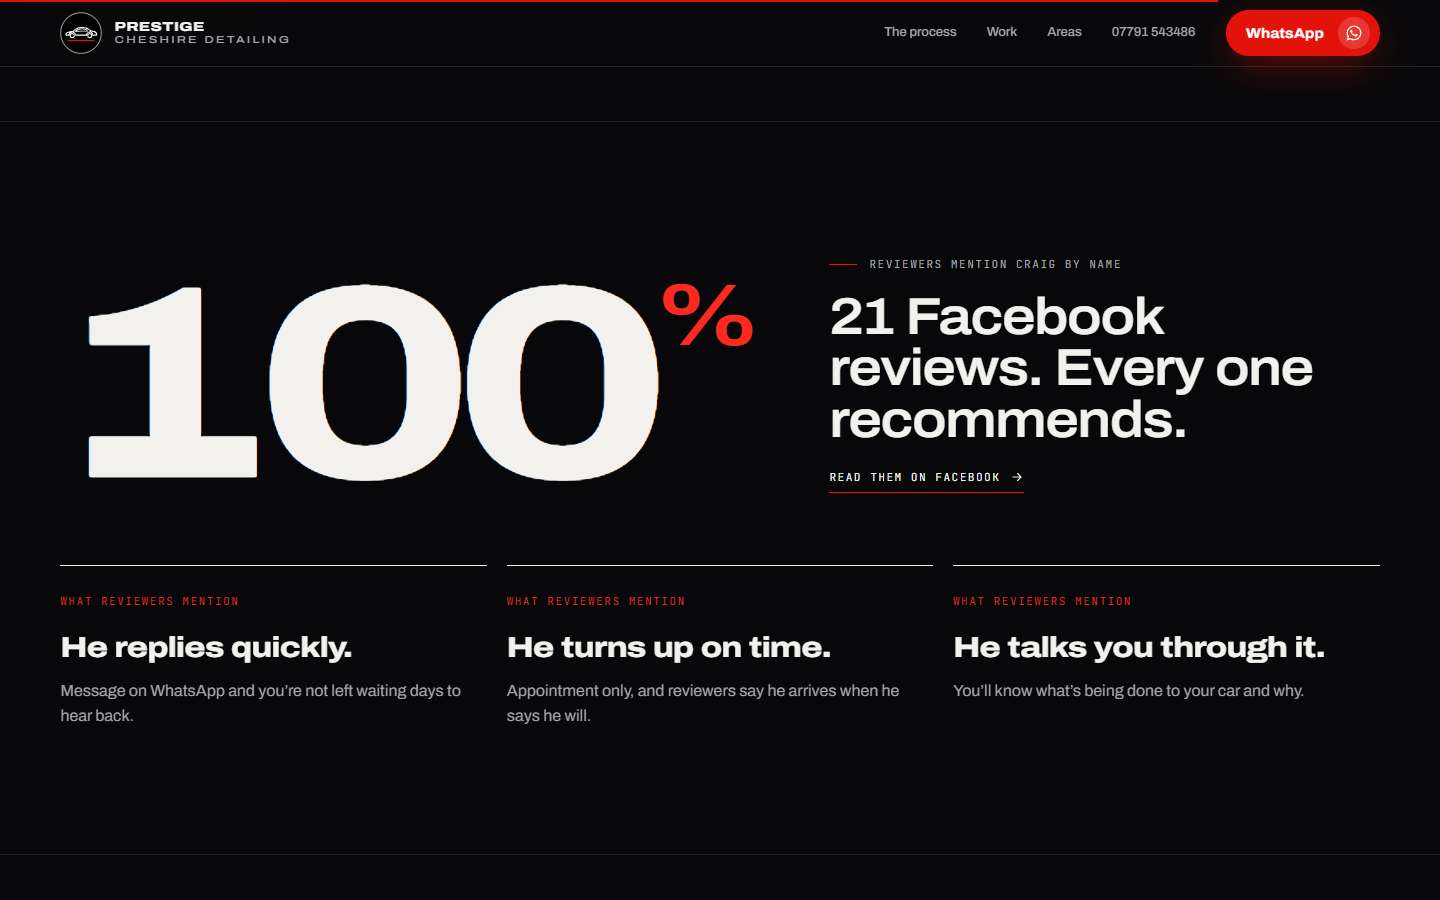 PRESTIGE
CHESHIRE DETAILING
The process
Work
Areas
07791 543486
WhatsApp
100%
REVIEWERS MENTION CRAIG BY NAME
21 Facebook
reviews. Every one
recommends.
READ THEM ON FACEBOOK →
WHAT REVIEWERS MENTION
He replies quickly.
Message on WhatsApp and you’re not left waiting days to
hear back.
WHAT REVIEWERS MENTION
He turns up on time.
Appointment only, and reviewers say he arrives when he
says he will.
WHAT REVIEWERS MENTION
He talks you through it.
You’ll know what’s being done to your car and why.